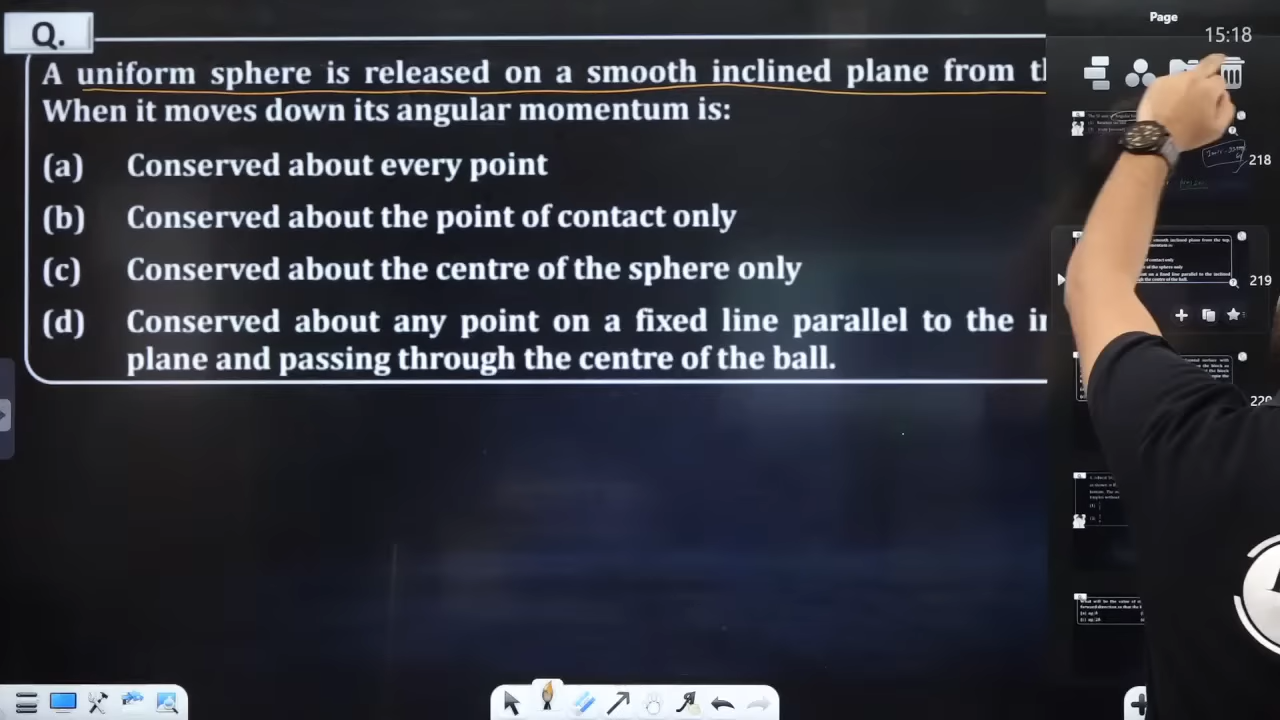 Page
15:18
Q.
A uniform sphere is released on a smooth inclined plane from
When it moves down its angular momentum is:
(a) Conserved about every point
(b) Conserved about the point of contact only
(c) Conserved about the centre of the sphere only
(d) Conserved about any point on a fixed line parallel to the
plane and passing through the centre of the ball.
218
219
220